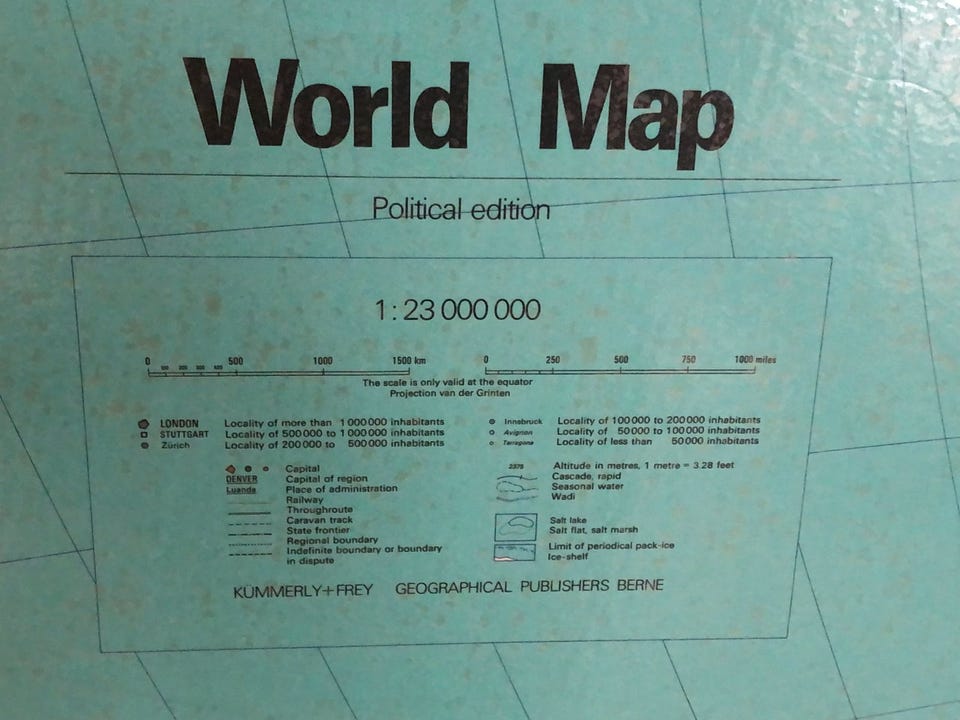 World Map
Political edition
1:23 000 000
0 100 200 300 400 500 1000 1500 km
0 250 500 750 1000 miles
The scale is only valid at the equator
Projection van der Grinten
LONDON Locality of more than 1 000 000 inhabitants
STUTTGART Locality of 500 000 to 1 000 000 inhabitants
Zürich Locality of 200 000 to 500 000 inhabitants
Innsbruck Locality of 100 000 to 200 000 inhabitants
Avignon Locality of 50 000 to 100 000 inhabitants
Tarragona Locality of less than 50 000 inhabitants
Capital
DENVER Capital of region
Luanda Place of administration
Railway
Throughroute
Caravan track
State frontier
Regional boundary
Indefinite boundary or boundary
in dispute
2375 Altitude in metres, 1 metre = 3.28 feet
Cascade, rapid
Seasonal water
Wadi
Salt lake
Salt flat, salt marsh
Limit of periodical pack-ice
Ice-shelf
KÜMMERLY+FREY GEOGRAPHICAL PUBLISHERS BERNE